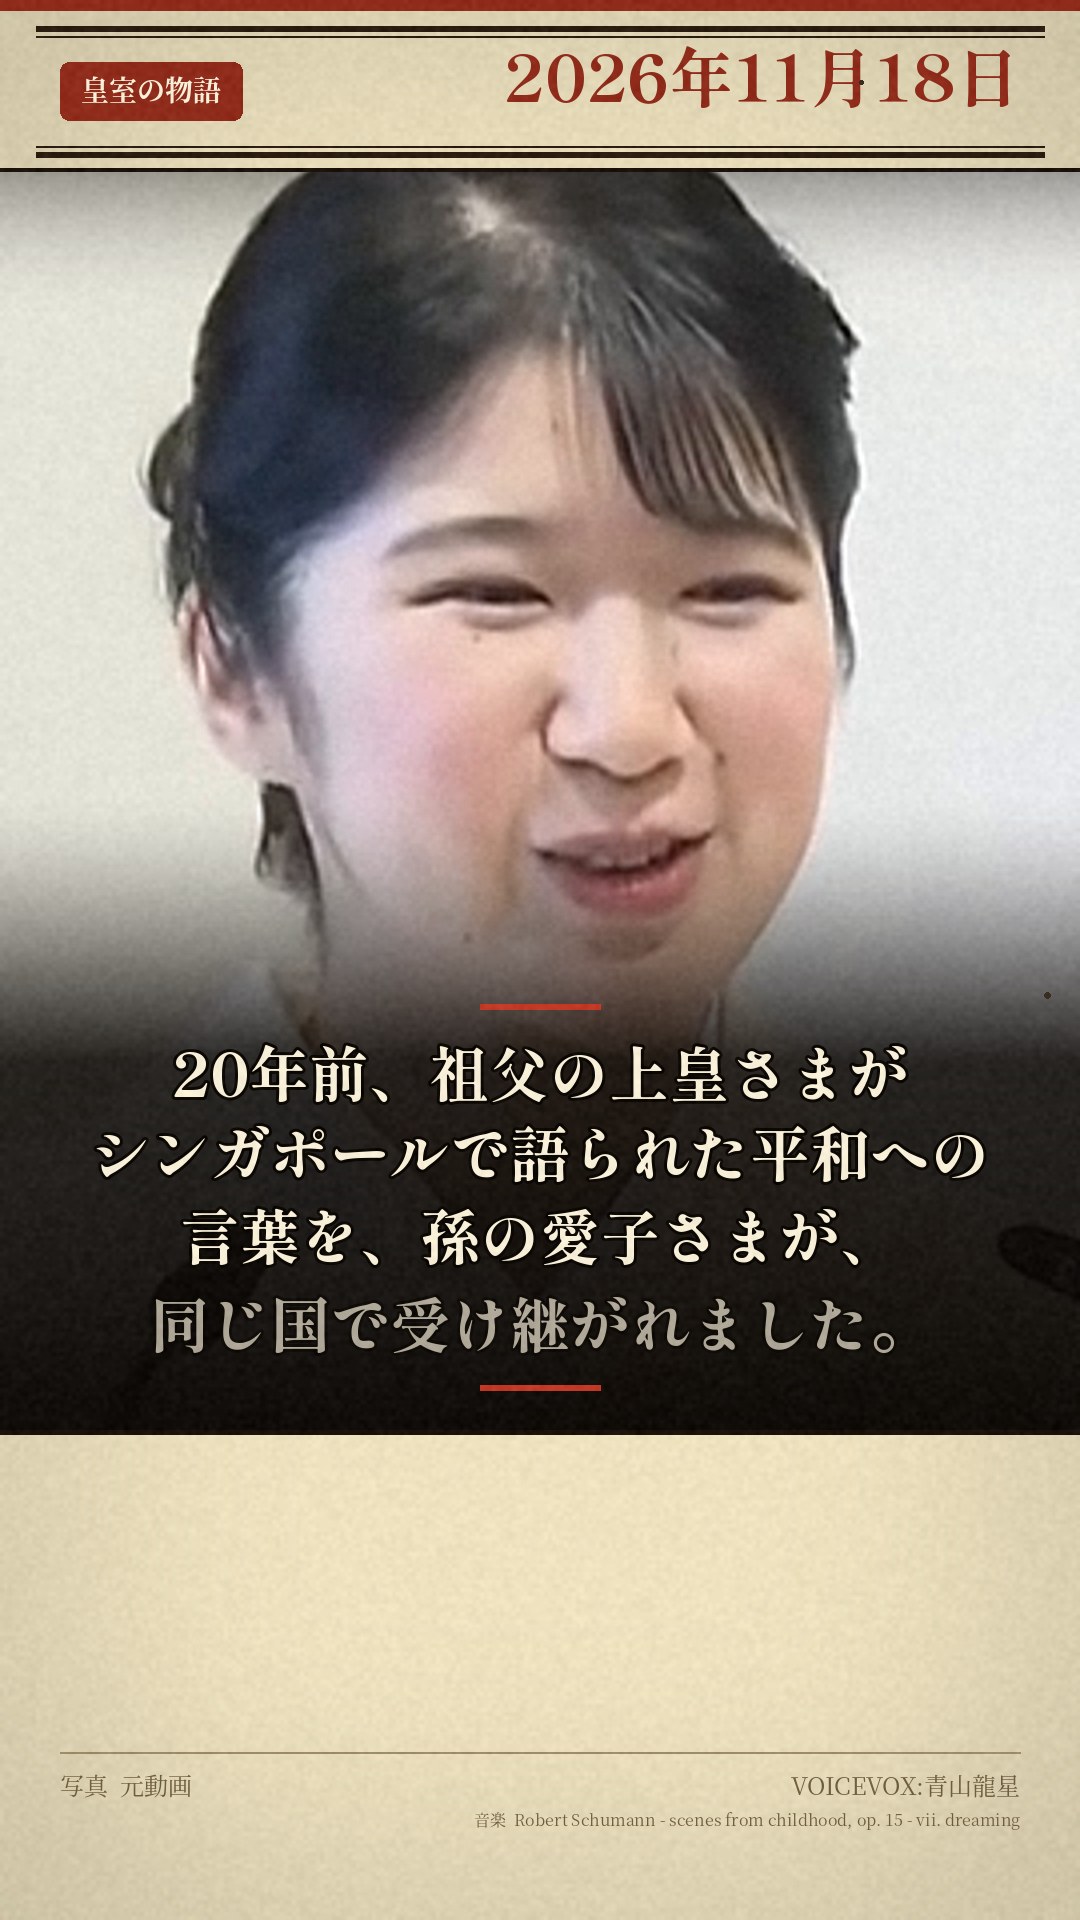 皇室の物語
2026年11月18日
20年前、祖父の上皇さまが
シンガポールで語られた平和への
言葉を、孫の愛子さまが、
同じ国で受け継がれました。
写真 元動画
VOICEVOX:青山龍星
音楽 Robert Schumann - scenes from childhood, op. 15 - vii. dreaming